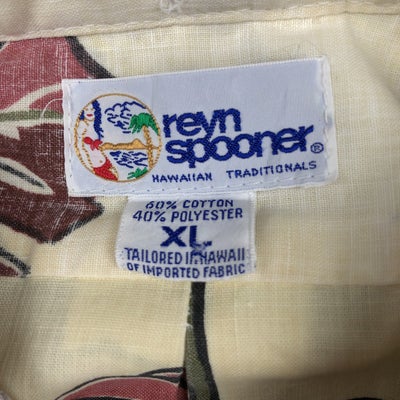 reyn
spooner®
HAWAIIAN TRADITIONALS
60% COTTON
40% POLYESTER
XL
TAILORED IN HAWAII
OF IMPORTED FABRIC